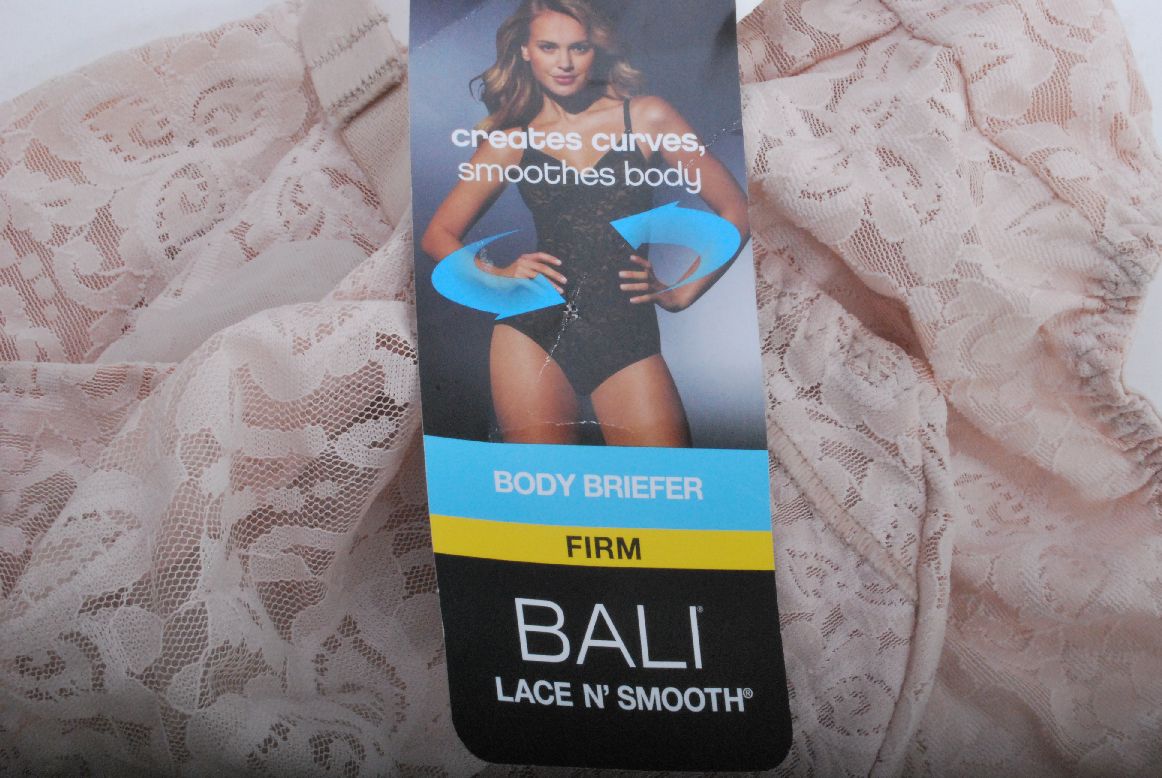 creates curves,
smoothes body
BODY BRIEFER
FIRM
BALI®
LACE N' SMOOTH®